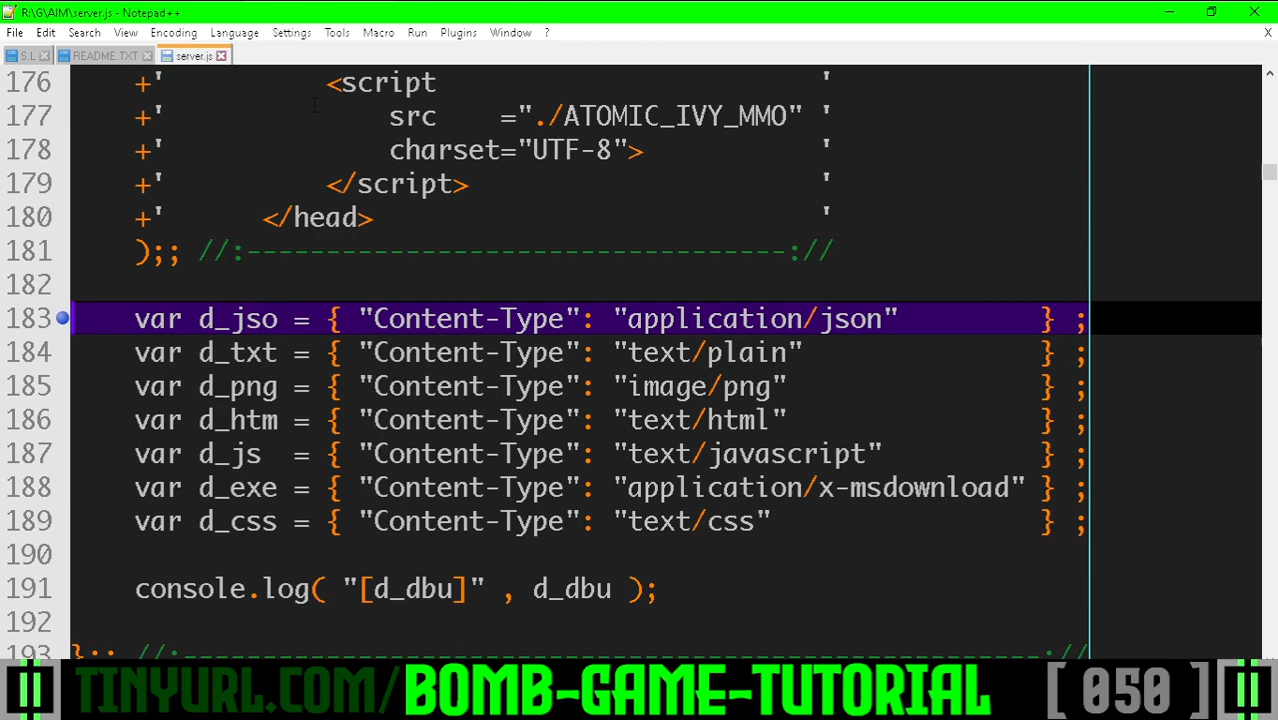 R:\G\AIM\server.js - Notepad++
File Edit Search View Encoding Language Settings Tools Macro Run Plugins Window ? X
S.L README.TXT server.js
176 +' <script '
177 +' src ="./ATOMIC_IVY_MMO" '
178 +' charset="UTF-8"> '
179 +' </script> '
180 +' </head> '
181 );; //:----------------------------------://
182
183 var d_jso = { "Content-Type": "application/json" } ;
184 var d_txt = { "Content-Type": "text/plain" } ;
185 var d_png = { "Content-Type": "image/png" } ;
186 var d_htm = { "Content-Type": "text/html" } ;
187 var d_js = { "Content-Type": "text/javascript" } ;
188 var d_exe = { "Content-Type": "application/x-msdownload" } ;
189 var d_css = { "Content-Type": "text/css" } ;
190
191 console.log( "[d_dbu]" , d_dbu );
192
193 };; //:------------------------------------------------------://
TINYURL.COM/BOMB-GAME-TUTORIAL [ 050 ]